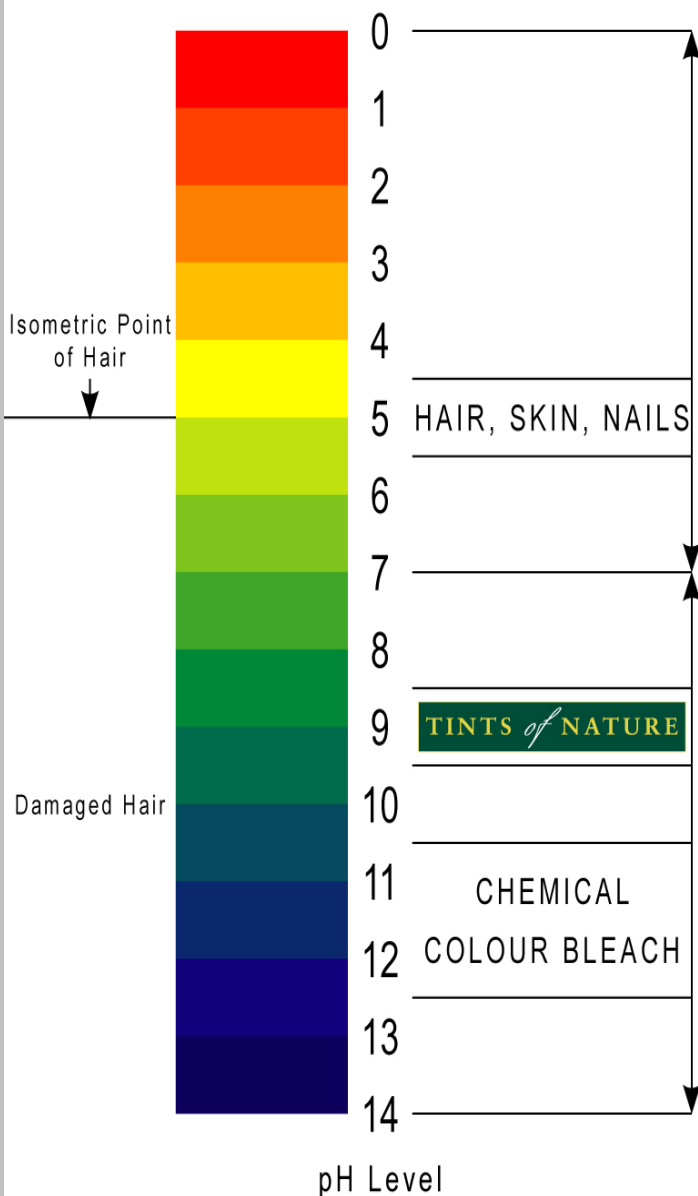 0
1
2
3
Isometric Point
of Hair
4
5
HAIR, SKIN, NAILS
6
7
8
9
TINTS of NATURE
Damaged Hair
10
11
CHEMICAL
COLOUR BLEACH
12
13
14
pH Level